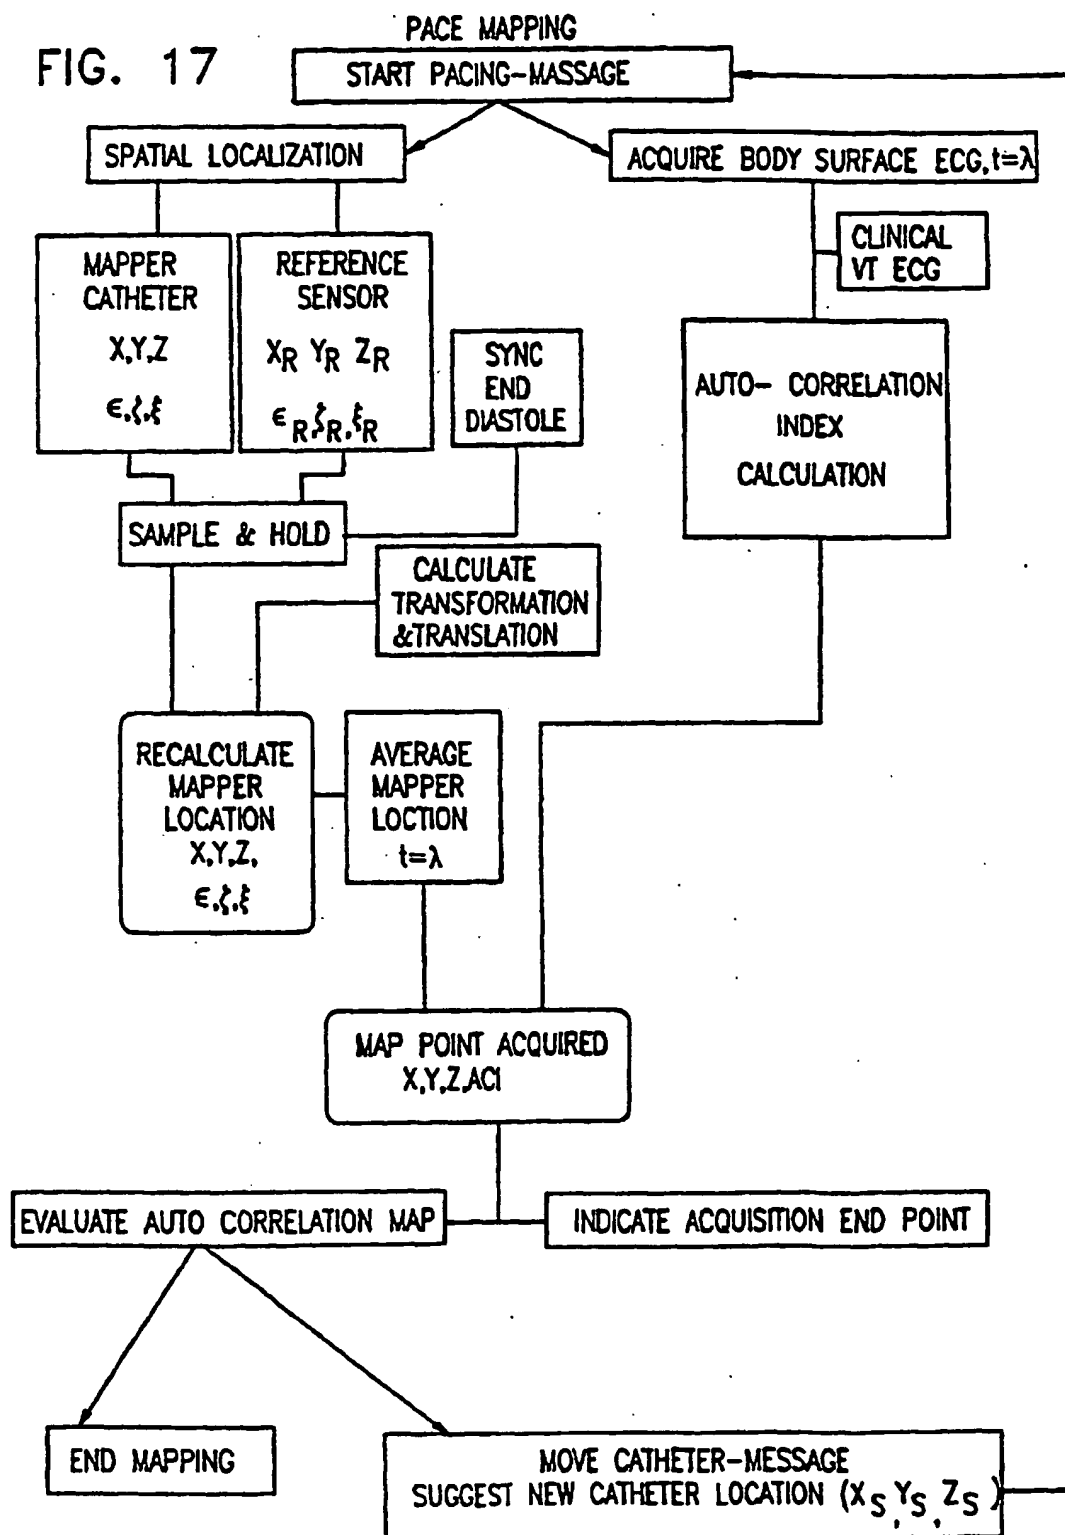 PACE MAPPING
FIG. 17
START PACING-MASSAGE
SPATIAL LOCALIZATION
ACQUIRE BODY SURFACE ECG, t=λ
CLINICAL
VT ECG
MAPPER
CATHETER
X,Y,Z
ϵ,ζ,ξ
REFERENCE
SENSOR
XR YR ZR
ϵR,ζR,ξR
SYNC
END
DIASTOLE
AUTO- CORRELATION
INDEX
CALCULATION
SAMPLE & HOLD
CALCULATE
TRANSFORMATION
&TRANSLATION
RECALCULATE
MAPPER
LOCATION
X,Y,Z,
ϵ,ζ,ξ
AVERAGE
MAPPER
LOCTION
t=λ
MAP POINT ACQUIRED
X,Y,Z,ACI
EVALUATE AUTO CORRELATION MAP
INDICATE ACQUISITION END POINT
END MAPPING
MOVE CATHETER-MESSAGE
SUGGEST NEW CATHETER LOCATION (XS, YS, ZS)